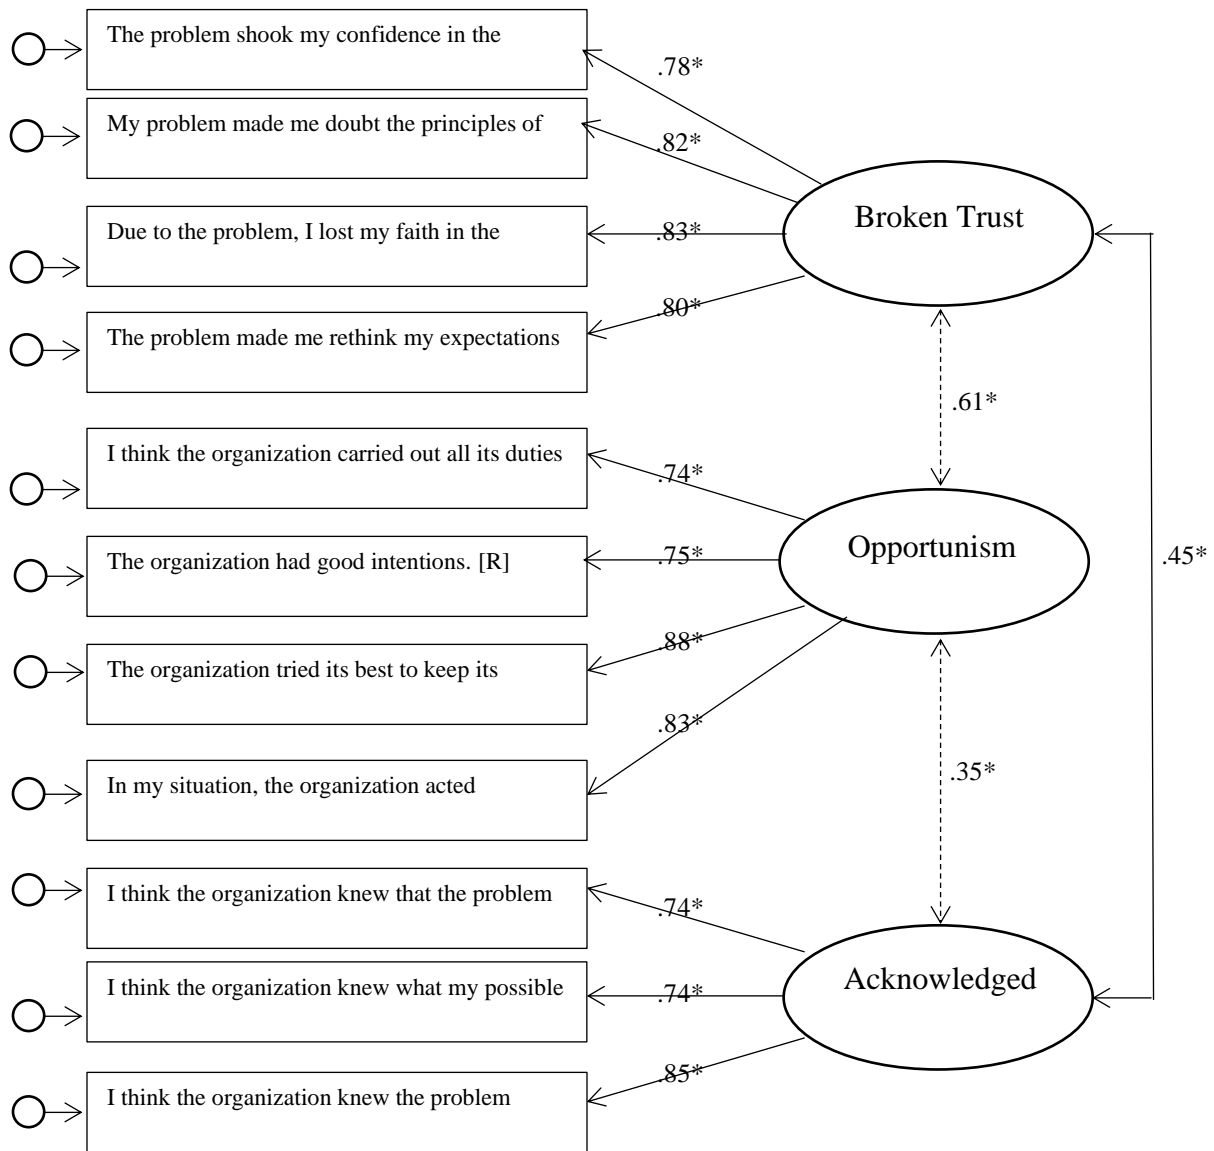 The problem shook my confidence in the
.78*
My problem made me doubt the principles of
.82*
Broken Trust
Due to the problem, I lost my faith in the
.83*
.80*
The problem made me rethink my expectations
.61*
I think the organization carried out all its duties
.74*
Opportunism
The organization had good intentions. [R]
.75*
.45*
.88*
The organization tried its best to keep its
.83*
.35*
In my situation, the organization acted
I think the organization knew that the problem
.74*
Acknowledged
I think the organization knew what my possible
.74*
.85*
I think the organization knew the problem